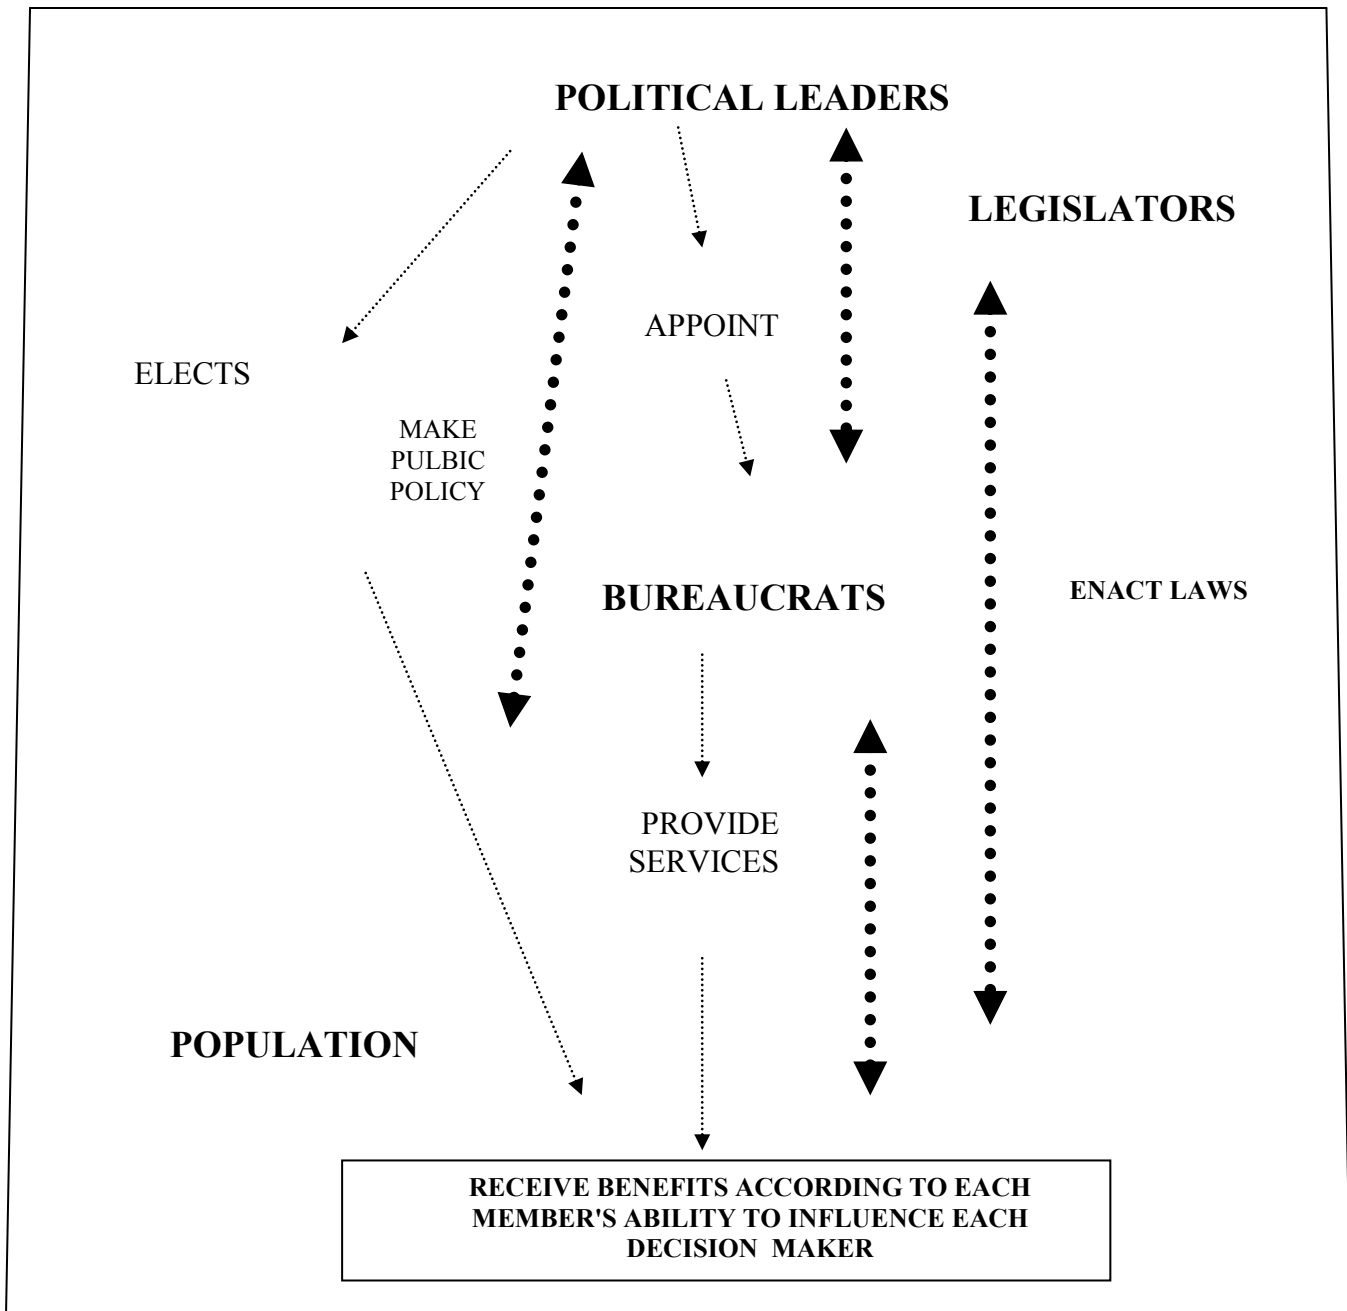 POLITICAL LEADERS
LEGISLATORS
APPOINT
ELECTS
MAKE
PULBIC
POLICY
BUREAUCRATS
ENACT LAWS
PROVIDE
SERVICES
POPULATION
RECEIVE BENEFITS ACCORDING TO EACH
MEMBER'S ABILITY TO INFLUENCE EACH
DECISION MAKER